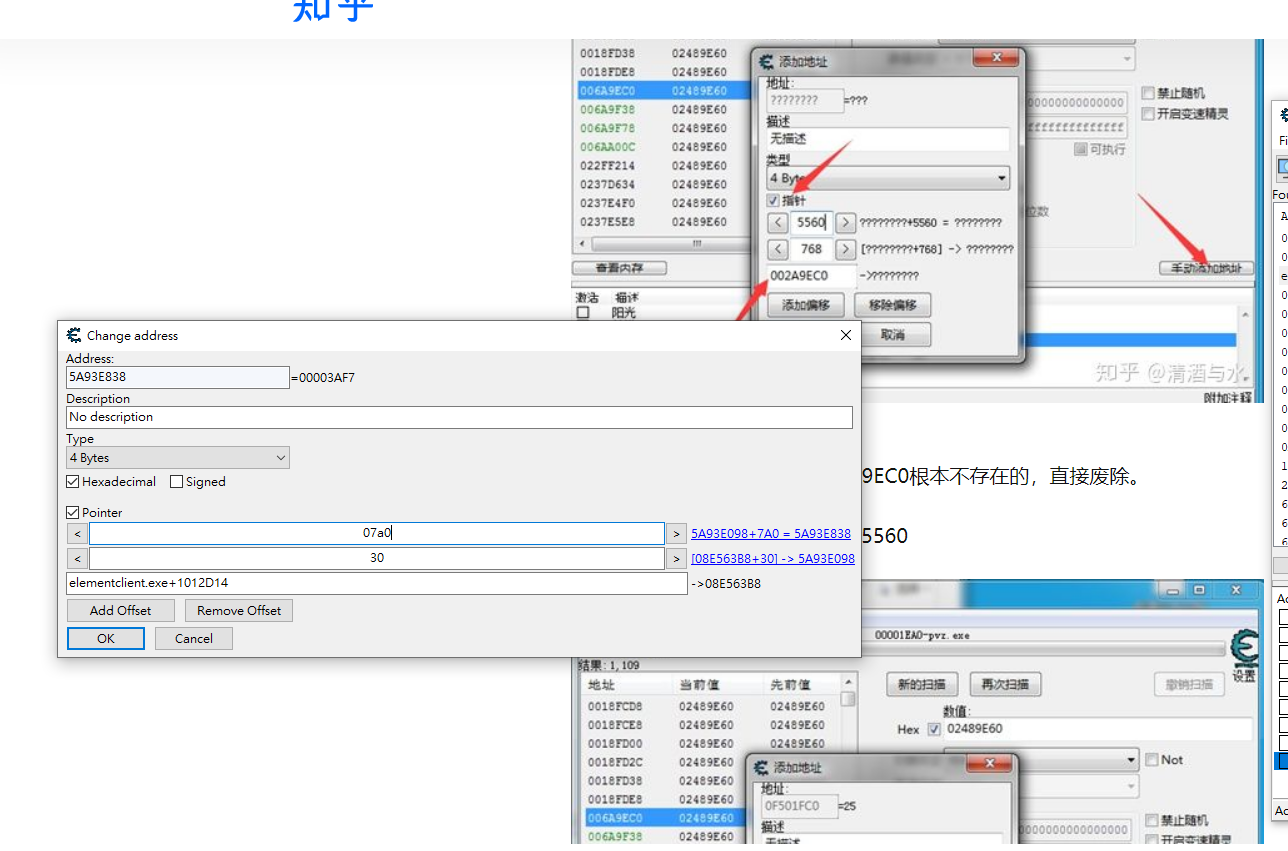 知乎
0018FD38 02489E60
0018FDE8 02489E60
006A9EC0 02489E60
006A9F38 02489E60
006A9F78 02489E60
006AA00C 02489E60
022FF214 02489E60
0237D634 02489E60
0237E4F0 02489E60
0237E5E8 02489E60
查看内存
激活 描述
阳光
添加地址
地址:
???????? =???
描述
无描述
类型
4 Bytes
指针
< 5560 > ????????+5560 = ????????
< 768 > [????????+768] -> ????????
002A9EC0 ->????????
添加偏移 移除偏移
取消
00000000000000
禁止随机
开启变速精灵
ffffffffffffff
可执行
位数
手动添加地址
知乎 @清酒与水
附加注释
Change address
Address:
5A93E838 =00003AF7
Description
No description
Type
4 Bytes
Hexadecimal Signed
Pointer
< 07a0 > 5A93E098+7A0 = 5A93E838
< 30 > [08E563B8+30] -> 5A93E098
elementclient.exe+1012D14 ->08E563B8
Add Offset Remove Offset
OK Cancel
9EC0根本不存在的，直接废除。
5560
00001EA0-pvz.exe
结果: 1,109
地址 当前值 先前值
0018FCD8 02489E60 02489E60
0018FCE8 02489E60 02489E60
0018FD00 02489E60 02489E60
0018FD2C 02489E60
0018FD38 02489E60
0018FDE8 02489E60
006A9EC0 02489E60
006A9F38 02489E60
新的扫描 再次扫描 撤销扫描
设置
数值:
Hex 02489E60
Not
添加地址
地址:
0F501FC0 =25
描述
无描述
00000000000000
禁止随机
开启变速精灵